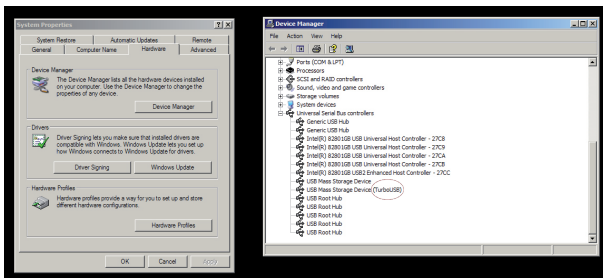 System Properties
System Restore
Automatic Updates
Remote
General
Computer Name
Hardware
Advanced
Device Manager
The Device Manager lists all the hardware devices installed
on your computer. Use the Device Manager to change the
properties of any device.
Device Manager
Drivers
Driver Signing lets you make sure that installed drivers are
compatible with Windows. Windows Update lets you set up
how Windows connects to Windows Update for drivers.
Driver Signing
Windows Update
Hardware Profiles
Hardware profiles provide a way for you to set up and store
different hardware configurations.
Hardware Profiles
OK
Cancel
Apply
Device Manager
File Action View Help
Ports (COM & LPT)
Processors
SCSI and RAID controllers
Sound, video and game controllers
Storage volumes
System devices
Universal Serial Bus controllers
Generic USB Hub
Generic USB Hub
Intel(R) 82801GB USB Universal Host Controller - 27C8
Intel(R) 82801GB USB Universal Host Controller - 27C9
Intel(R) 82801GB USB Universal Host Controller - 27CA
Intel(R) 82801GB USB Universal Host Controller - 27CB
Intel(R) 82801GB USB2 Enhanced Host Controller - 27CC
USB Mass Storage Device
USB Mass Storage Device (TurboUSB)
USB Root Hub
USB Root Hub
USB Root Hub
USB Root Hub
USB Root Hub